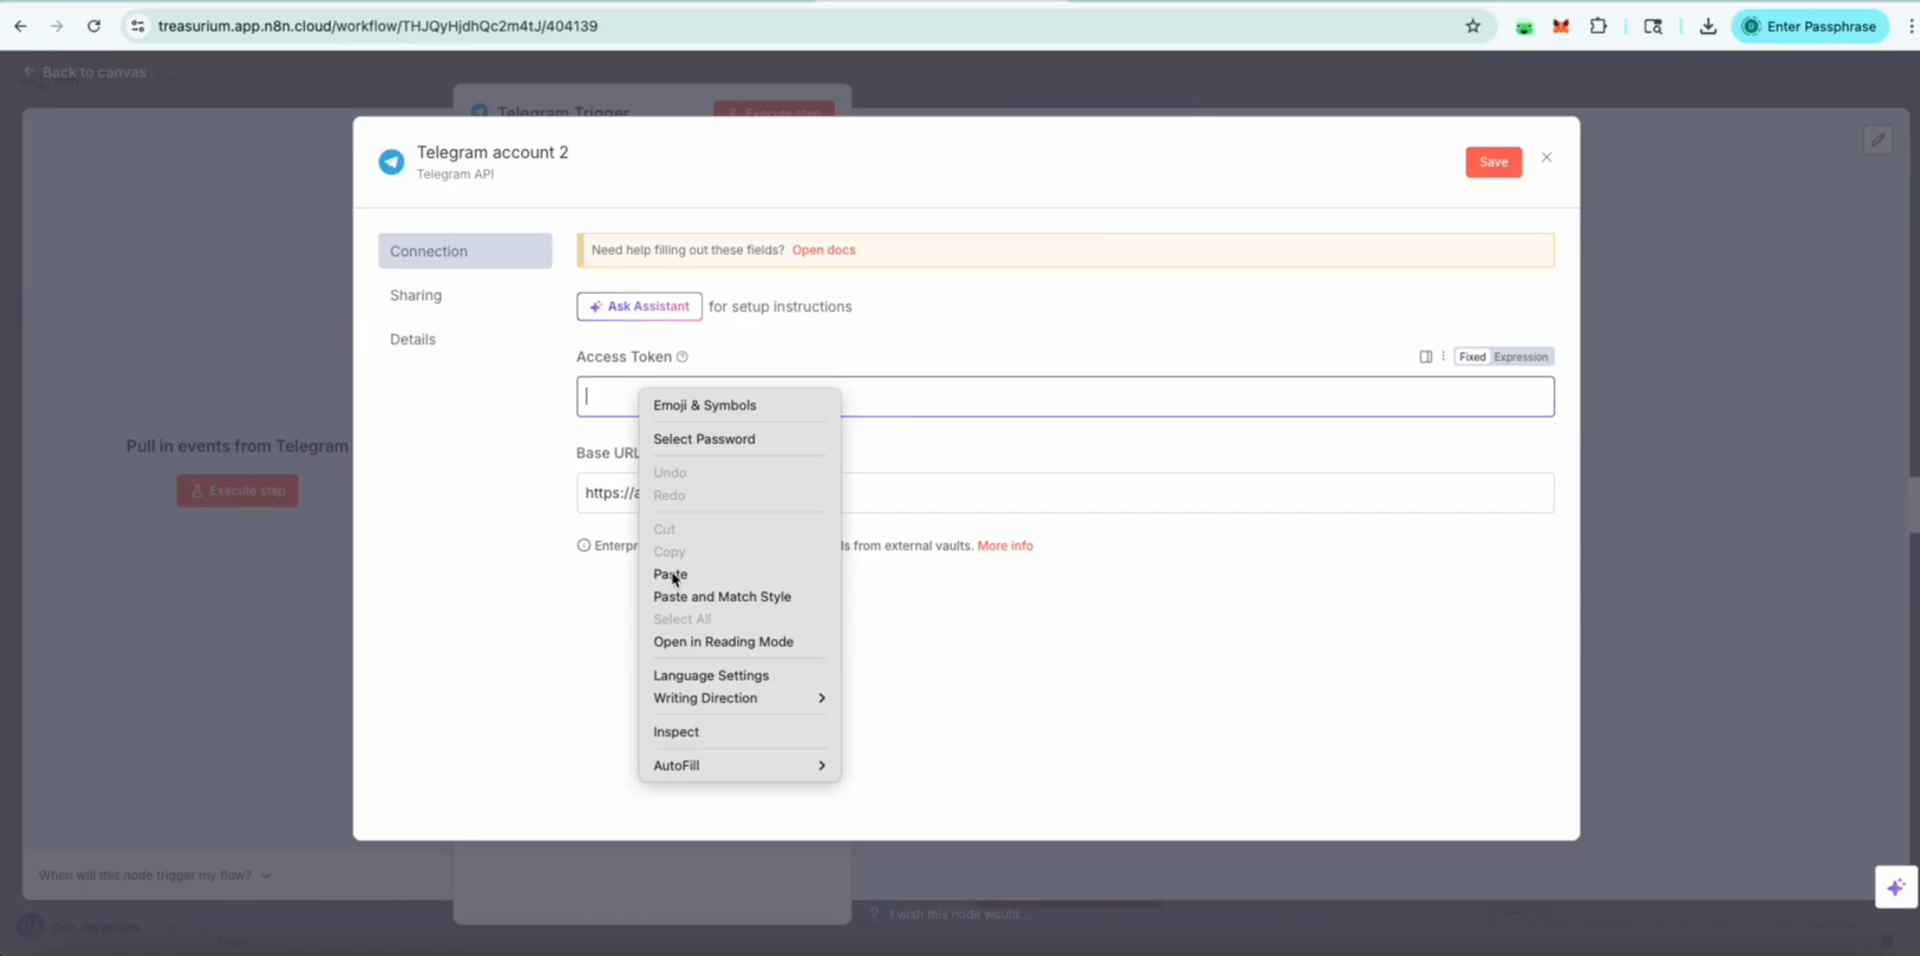 treasurium.app.n8n.cloud/workflow/THJQyHjdhQc2m4tJ/404139
Enter Passphrase
Back to canvas
Telegram Trigger
Execute step
Telegram account 2
Telegram API
Save
Connection
Sharing
Details
Need help filling out these fields? Open docs
Ask Assistant for setup instructions
Access Token
Fixed Expression
Emoji & Symbols
Select Password
Undo
Redo
Cut
Copy
Paste
Paste and Match Style
Select All
Open in Reading Mode
Language Settings
Writing Direction
Inspect
AutoFill
Base URL
https://a
Enterpr
ls from external vaults. More info
Pull in events from Telegram
Execute step
When will this node trigger my flow?
I wish this node would...
Logs